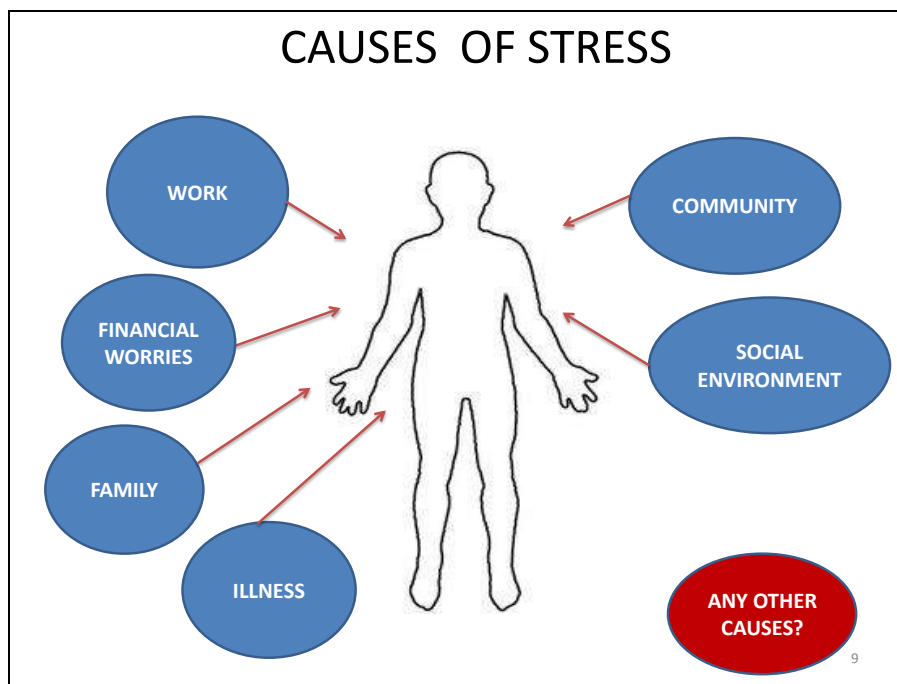 CAUSES OF STRESS
WORK
COMMUNITY
FINANCIAL
WORRIES
SOCIAL
ENVIRONMENT
FAMILY
ILLNESS
ANY OTHER
CAUSES?
9